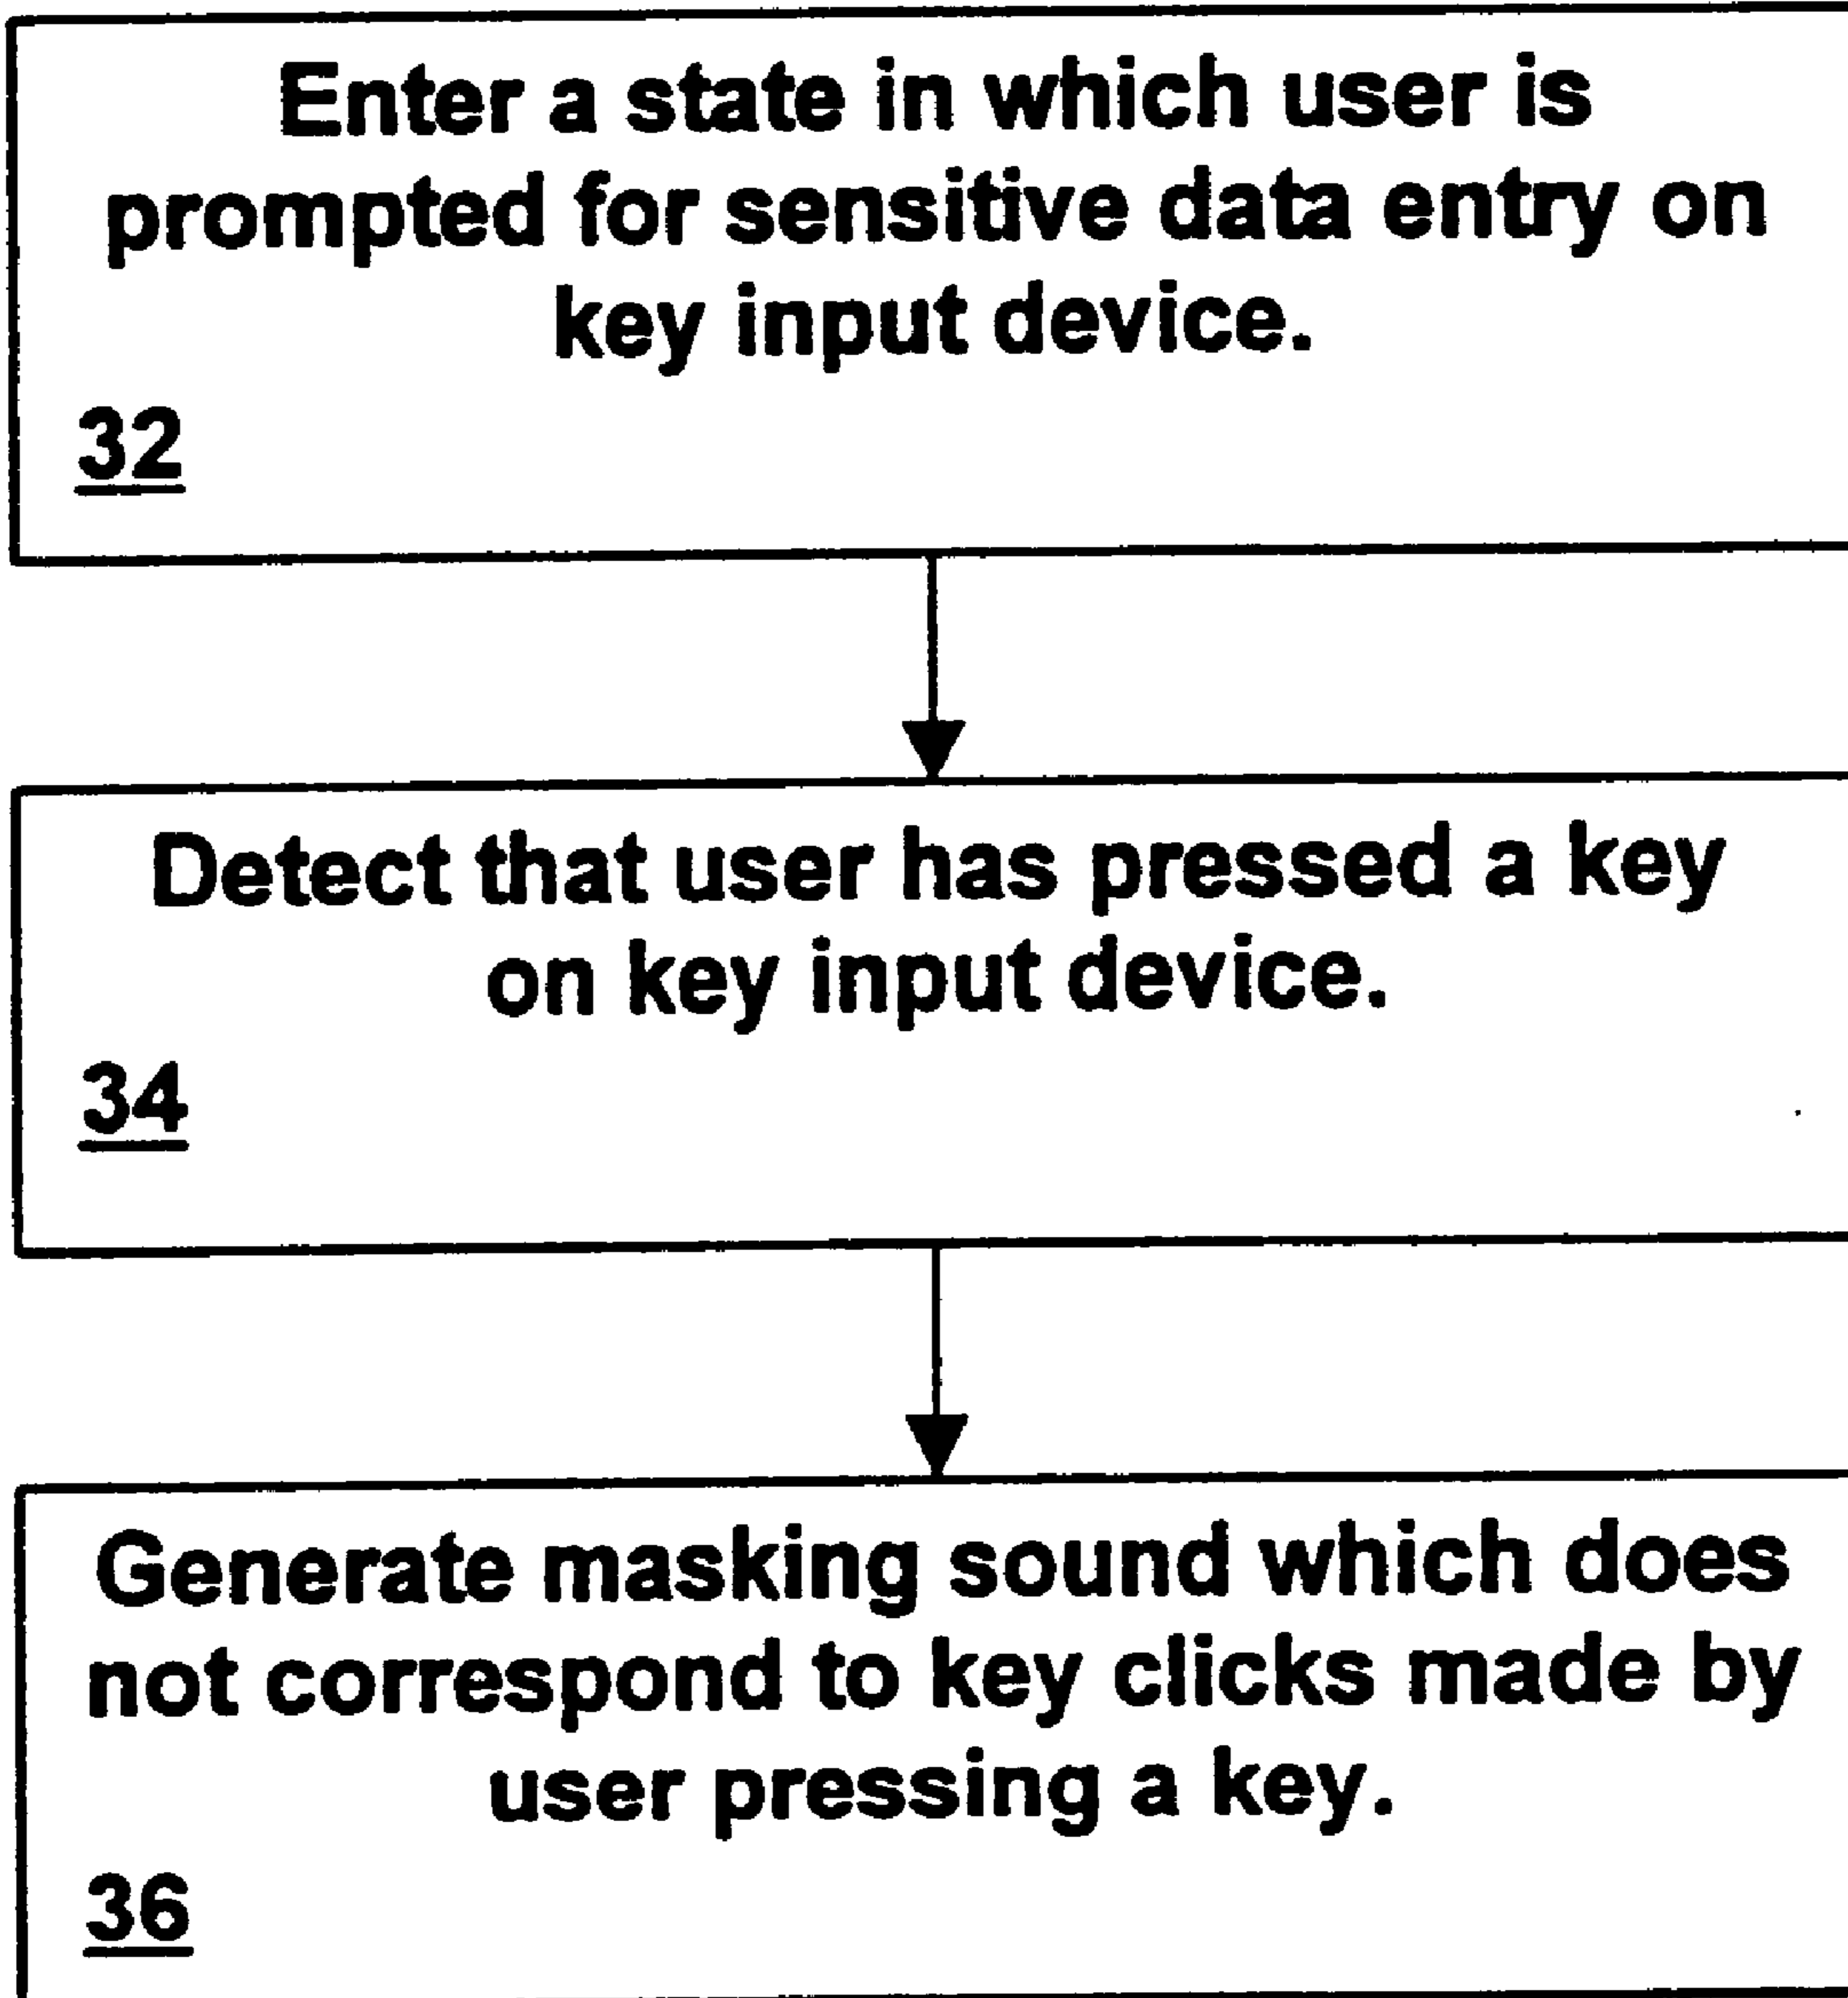 Enter a state in which user is
prompted for sensitive data entry on
key input device.
32
Detect that user has pressed a key
on key input device.
34
Generate masking sound which does
not correspond to key clicks made by
user pressing a key.
36